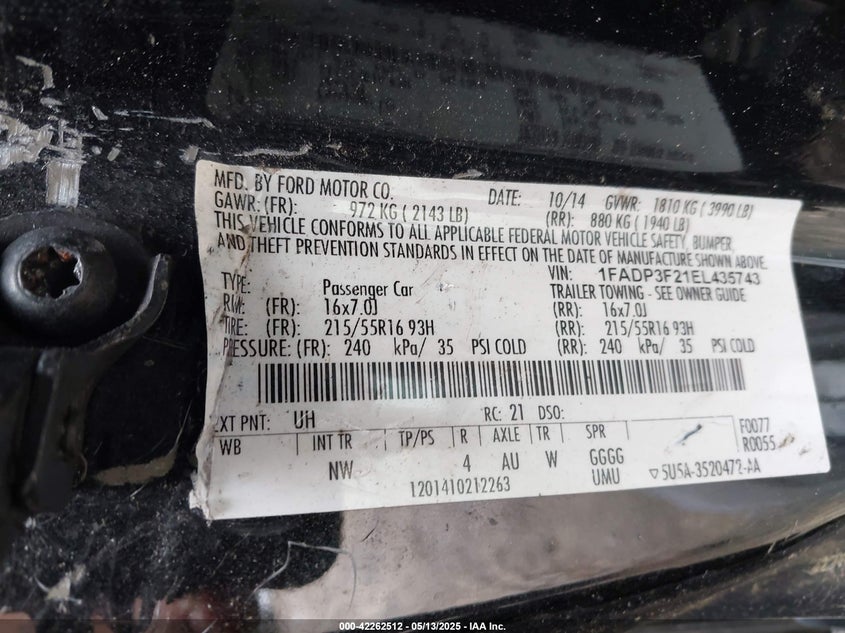 MFD. BY FORD MOTOR CO. DATE: 10/14 GVWR: 1810 KG ( 3990 LB)
GAWR: (FR): 972 KG ( 2143 LB) (RR): 880 KG ( 1940 LB)
THIS VEHICLE CONFORMS TO ALL APPLICABLE FEDERAL MOTOR VEHICLE SAFETY, BUMPER,
AND THEFT PREVENTION STANDARDS IN EFFECT ON THE DATE OF MANUFACTURE SHOWN ABOVE.
VIN: 1FADP3F21EL435743
TYPE: Passenger Car TRAILER TOWING - SEE OWNER GUIDE
RIM: (FR): 16x7.0J (RR): 16x7.0J
TIRE: (FR): 215/55R16 93H (RR): 215/55R16 93H
PRESSURE: (FR): 240 kPa/ 35 PSI COLD (RR): 240 kPa/ 35 PSI COLD
XT PNT: UH RC: 21 DSO:
WB INT TR TP/PS R AXLE TR SPR F0077
R0055
NW 4 AU W GGGG
1201410212263 UMU ▽5U5A-3520472-AA
000-42262512 — 05/13/2025 — IAA Inc.